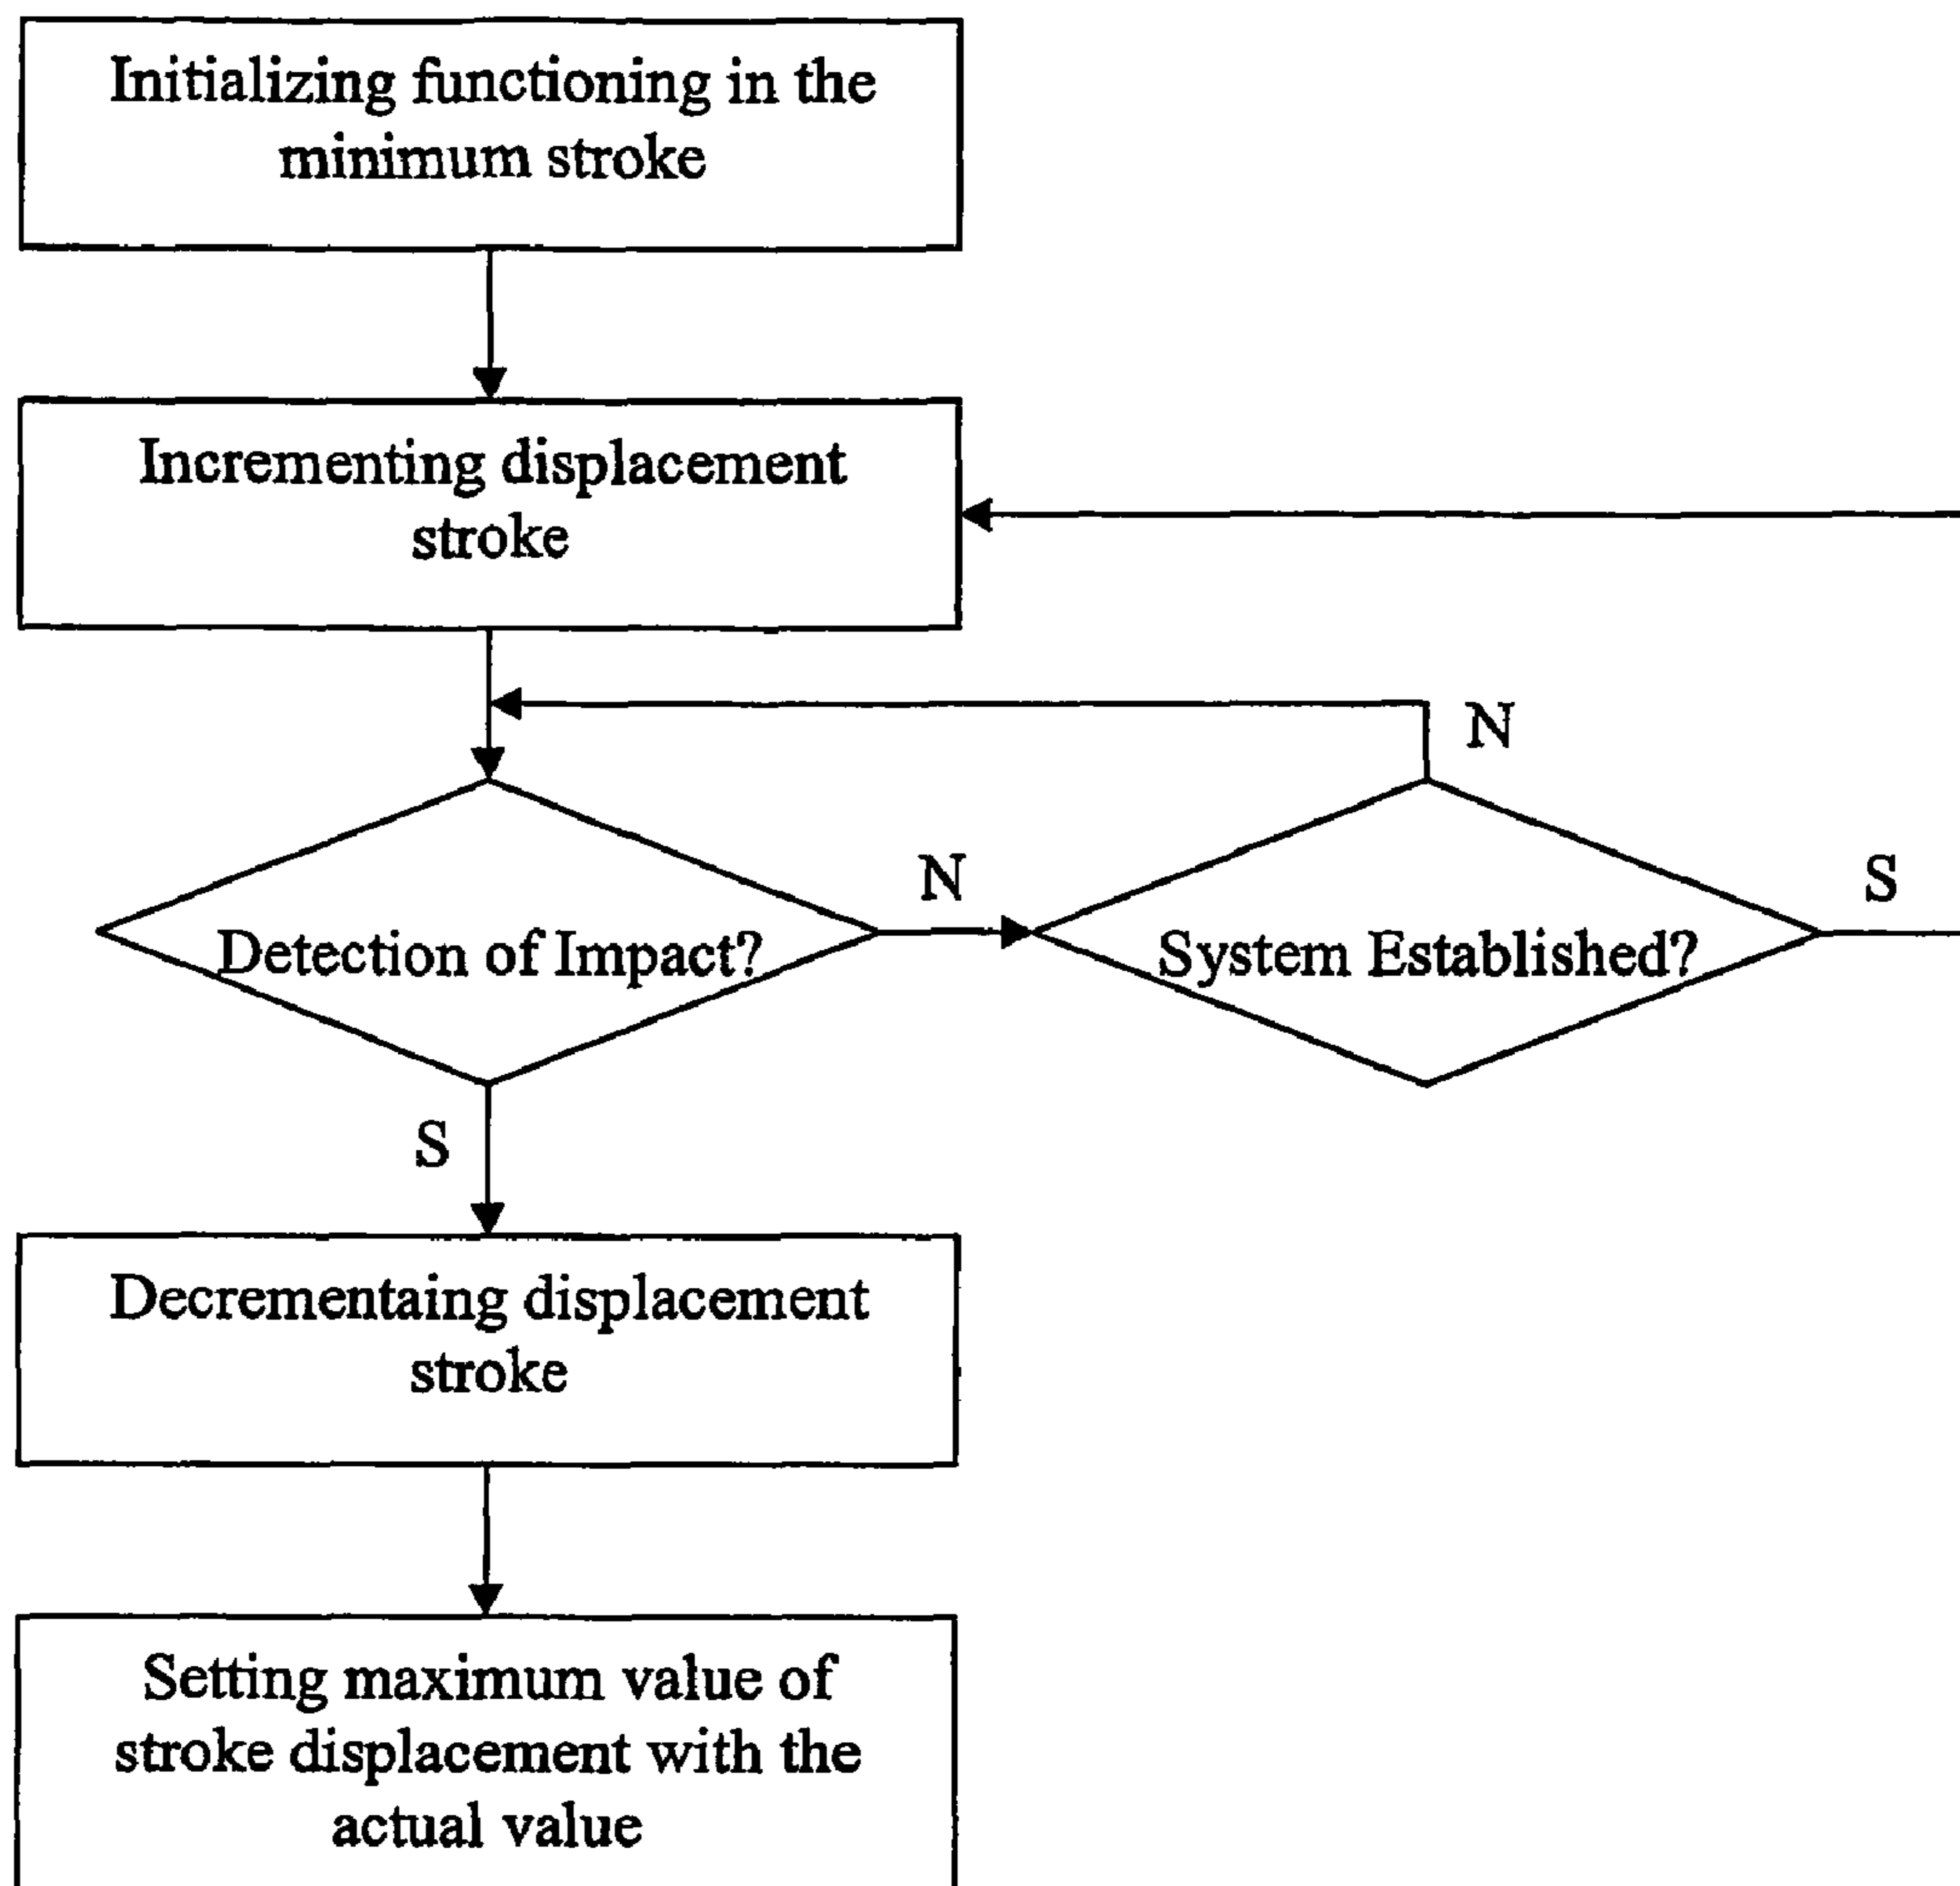 Initializing functioning in the
minimum stroke
Incrementing displacement
stroke
N
N
S
Detection of Impact?
System Established?
S
Decrementaing displacement
stroke
Setting maximum value of
stroke displacement with the
actual value